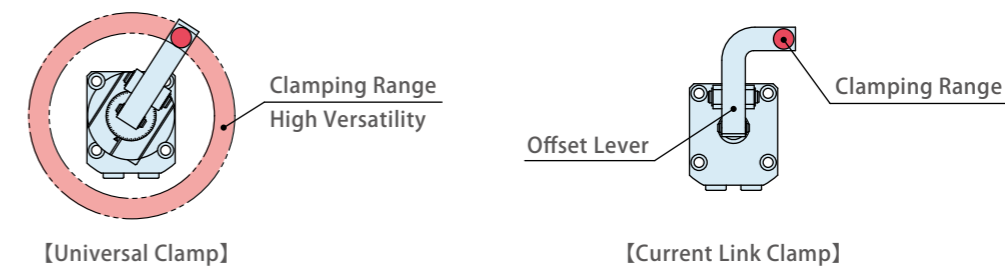 Clamping Range
High Versatility
【Universal Clamp】
Clamping Range
Offset Lever
【Current Link Clamp】